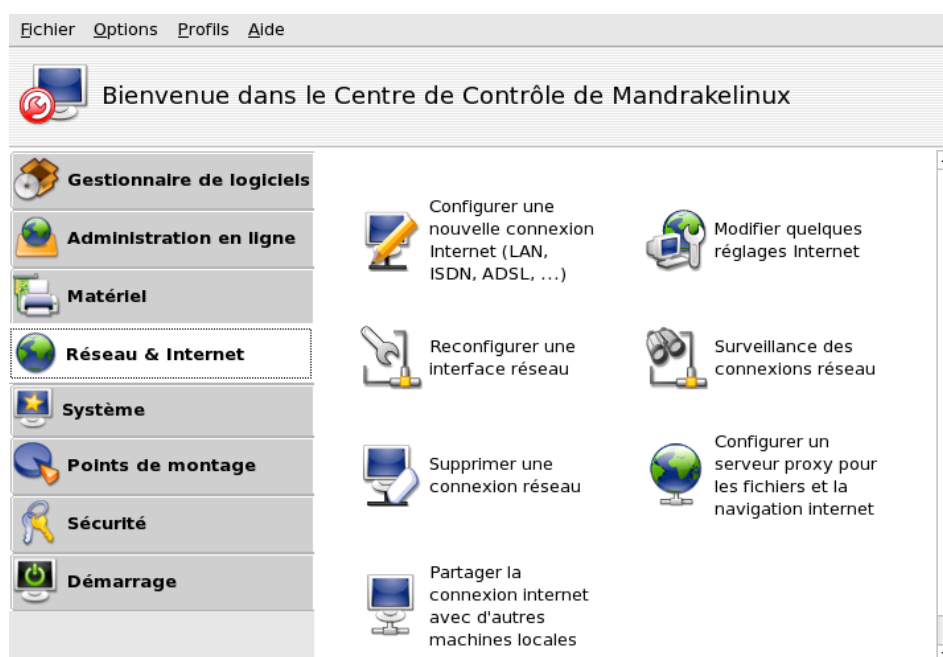 Fichier Options Profils Aide
Bienvenue dans le Centre de Contrôle de Mandrakelinux
Gestionnaire de logiciels
Administration en ligne
Matériel
Réseau & Internet
Système
Points de montage
Sécurité
Démarrage
Configurer une
nouvelle connexion
Internet (LAN,
ISDN, ADSL, ...)
Modifier quelques
réglages Internet
Reconfigurer une
interface réseau
Surveillance des
connexions réseau
Supprimer une
connexion réseau
Configurer un
serveur proxy pour
les fichiers et la
navigation internet
Partager la
connexion internet
avec d'autres
machines locales